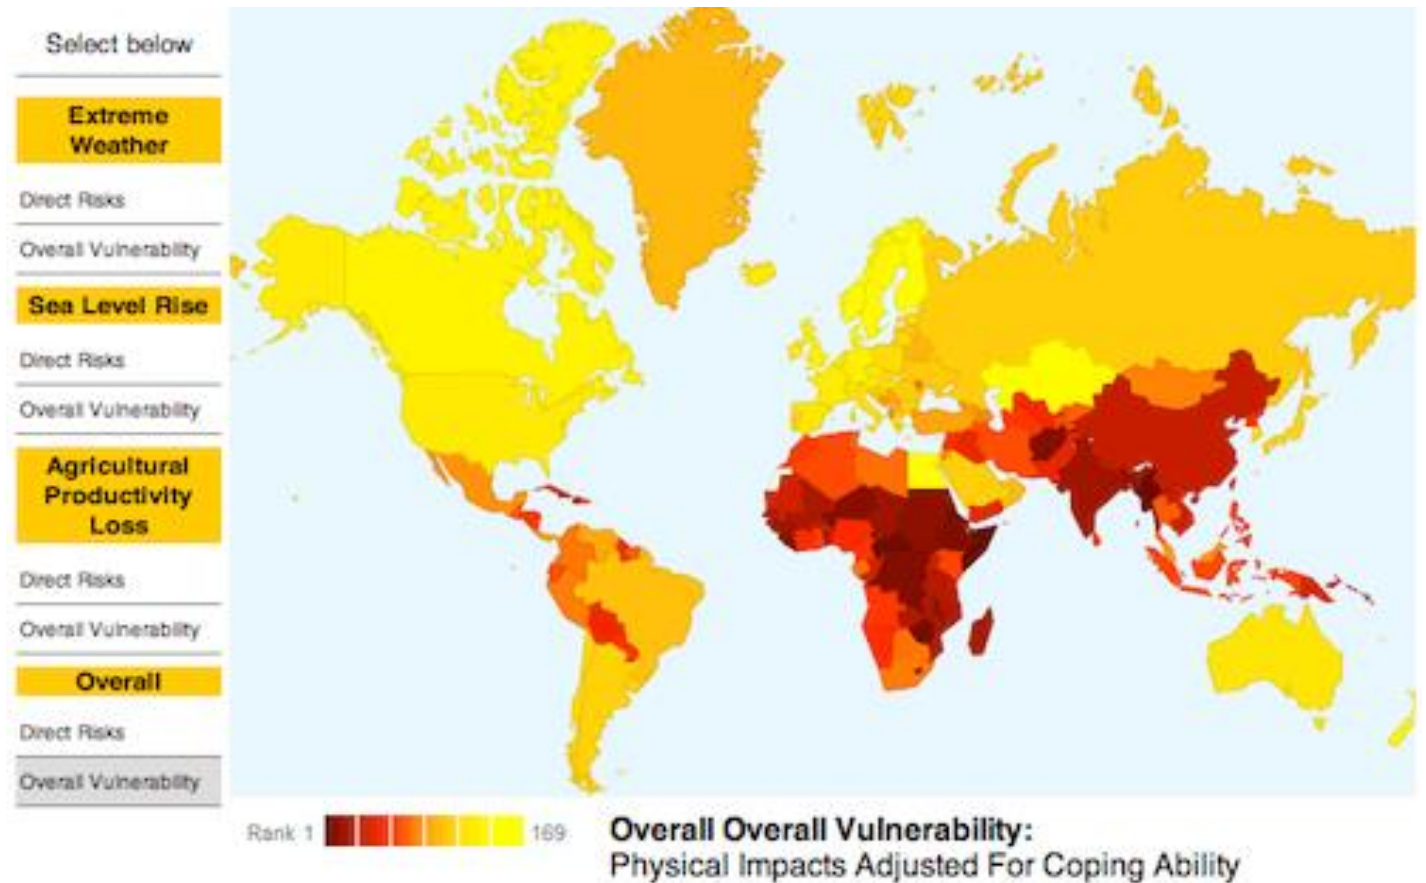 Select below
Extreme
Weather
Direct Risks
Overall Vulnerability
Sea Level Rise
Direct Risks
Overall Vulnerability
Agricultural
Productivity
Loss
Direct Risks
Overall Vulnerability
Overall
Direct Risks
Overall Vulnerability
Rank 1 169
Overall Overall Vulnerability:
Physical Impacts Adjusted For Coping Ability